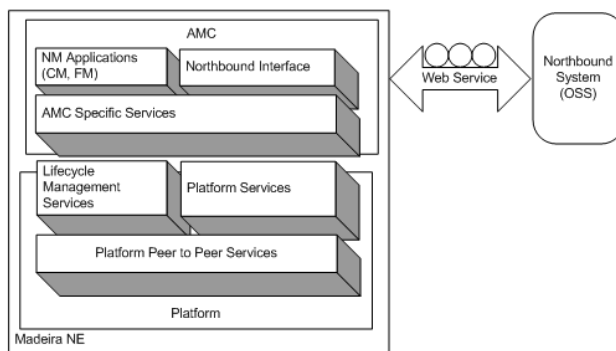 AMC
NM Applications
(CM, FM)
Northbound Interface
AMC Specific Services
Lifecycle
Management
Services
Platform Services
Platform Peer to Peer Services
Platform
Madeira NE
Web Service
Northbound
System
(OSS)